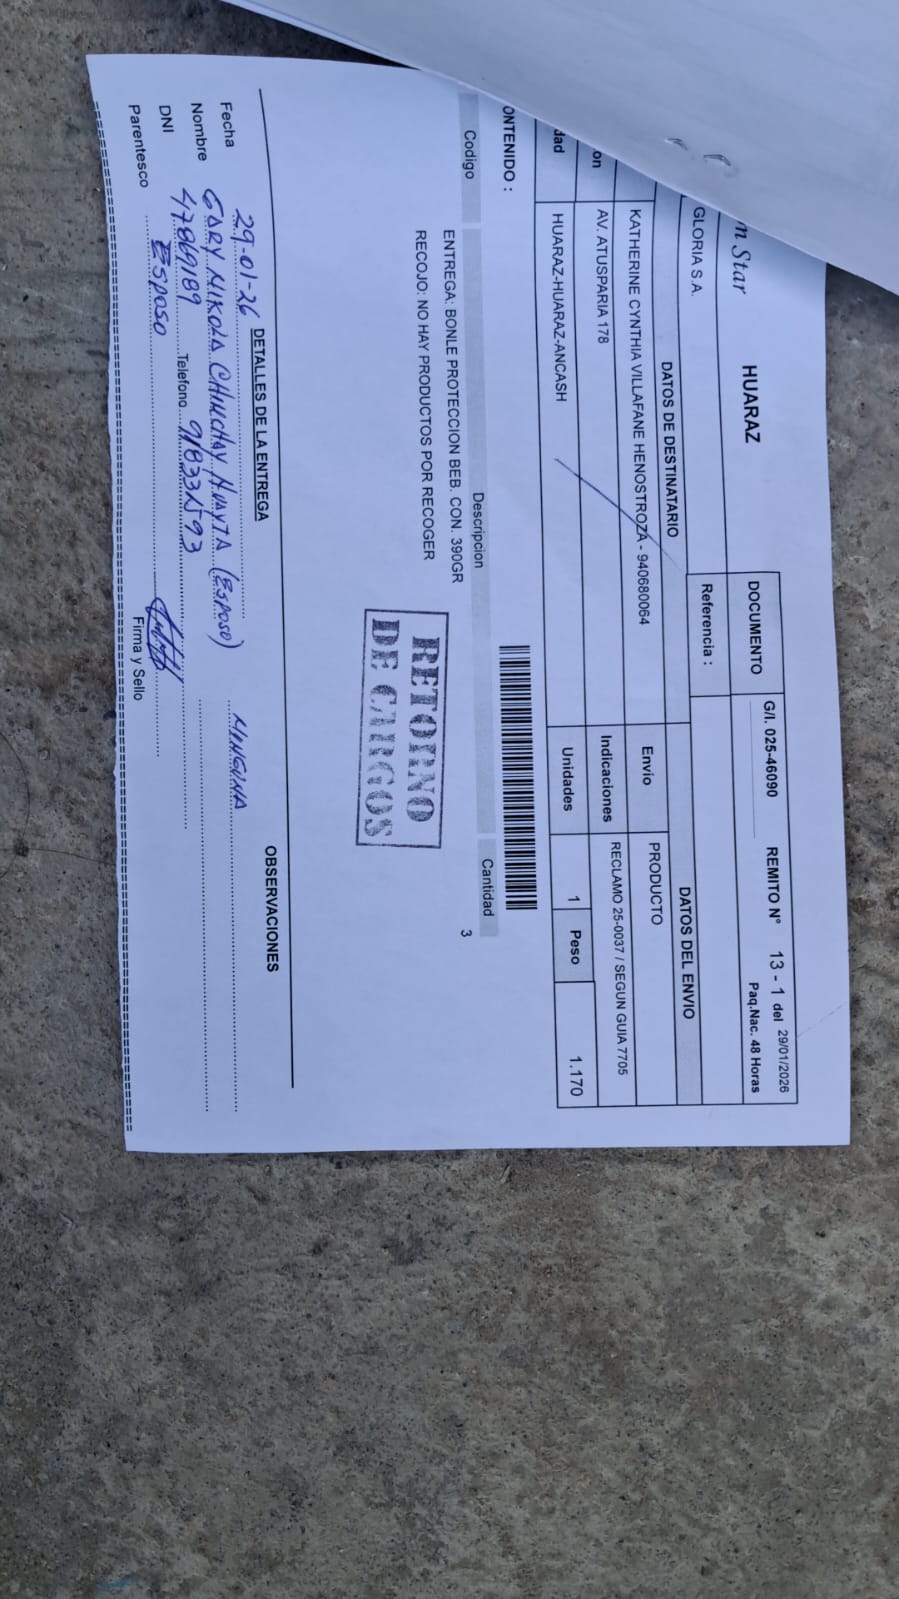 m Star
HUARAZ
DOCUMENTO
G/I. 025-46090
REMITO N° 13 - 1 del 29/01/2026
Paq.Nac. 48 Horas
GLORIA S.A.
Referencia :
DATOS DE DESTINATARIO
DATOS DEL ENVIO
KATHERINE CYNTHIA VILLAFANE HENOSTROZA - 940680064
Envio
PRODUCTO
on
AV. ATUSPARIA 178
Indicaciones
RECLAMO 25-0037 / SEGUN GUIA 7705
dad
HUARAZ-HUARAZ-ANCASH
Unidades
1
Peso
1.170
ONTENIDO :
Codigo
Descripcion
Cantidad
ENTREGA: BONLE PROTECCION BEB. CON. 390GR
3
RECOJO: NO HAY PRODUCTOS POR RECOGER
RETORNO
DE CARGOS
DETALLES DE LA ENTREGA
OBSERVACIONES
Fecha 29-01-26
NINGUNA
Nombre GARY NIKOLA CHINCHAY HUAYTA (ESPOSO)
DNI 47869189
Telefono 918331593
Parentesco ESPOSO
Firma y Sello